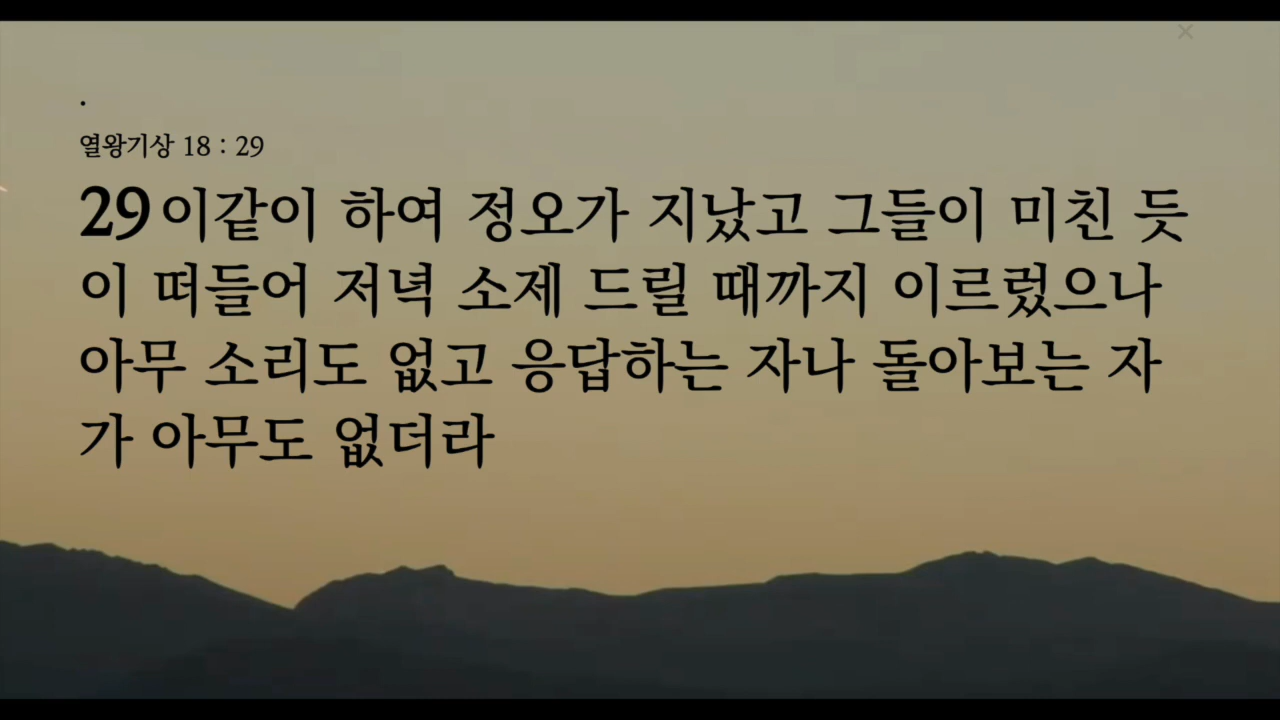 .
열왕기상 18 : 29
29 이같이 하여 정오가 지났고 그들이 미친 듯
이 떠들어 저녁 소제 드릴 때까지 이르렀으나
아무 소리도 없고 응답하는 자나 돌아보는 자
가 아무도 없더라